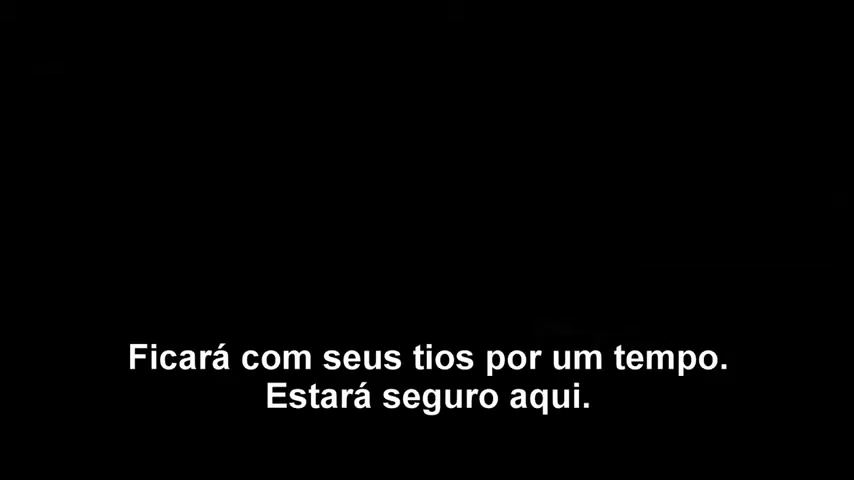 Ficará com seus tios por um tempo.
Estará seguro aqui.